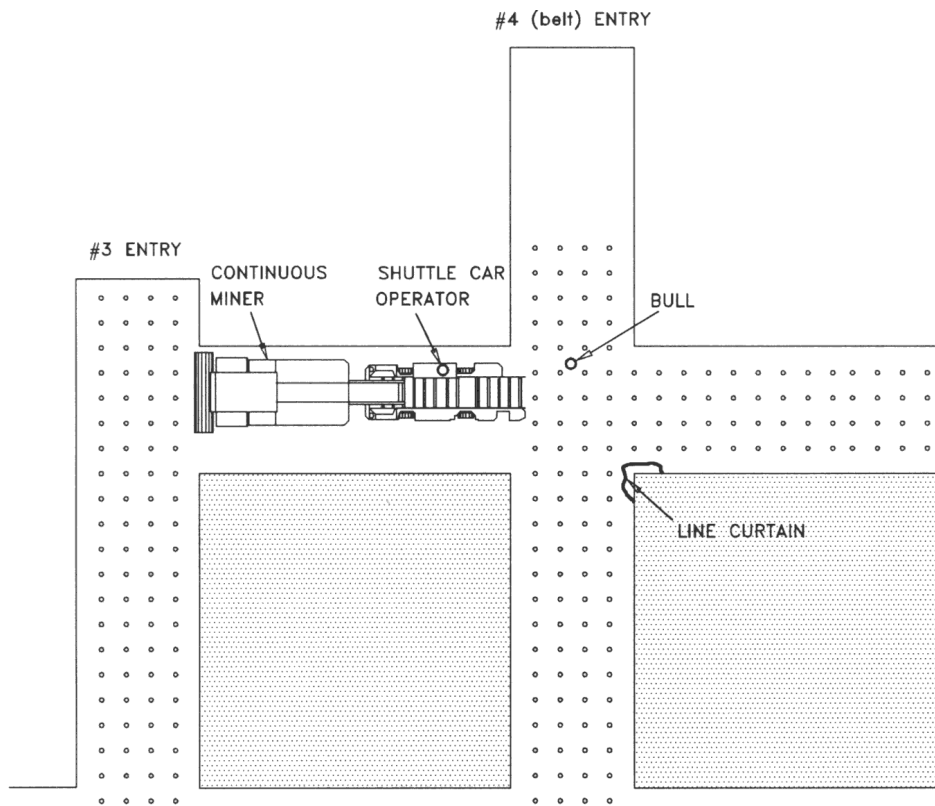 #4 (belt) ENTRY
#3 ENTRY
CONTINUOUS
MINER
SHUTTLE CAR
OPERATOR
BULL
LINE CURTAIN